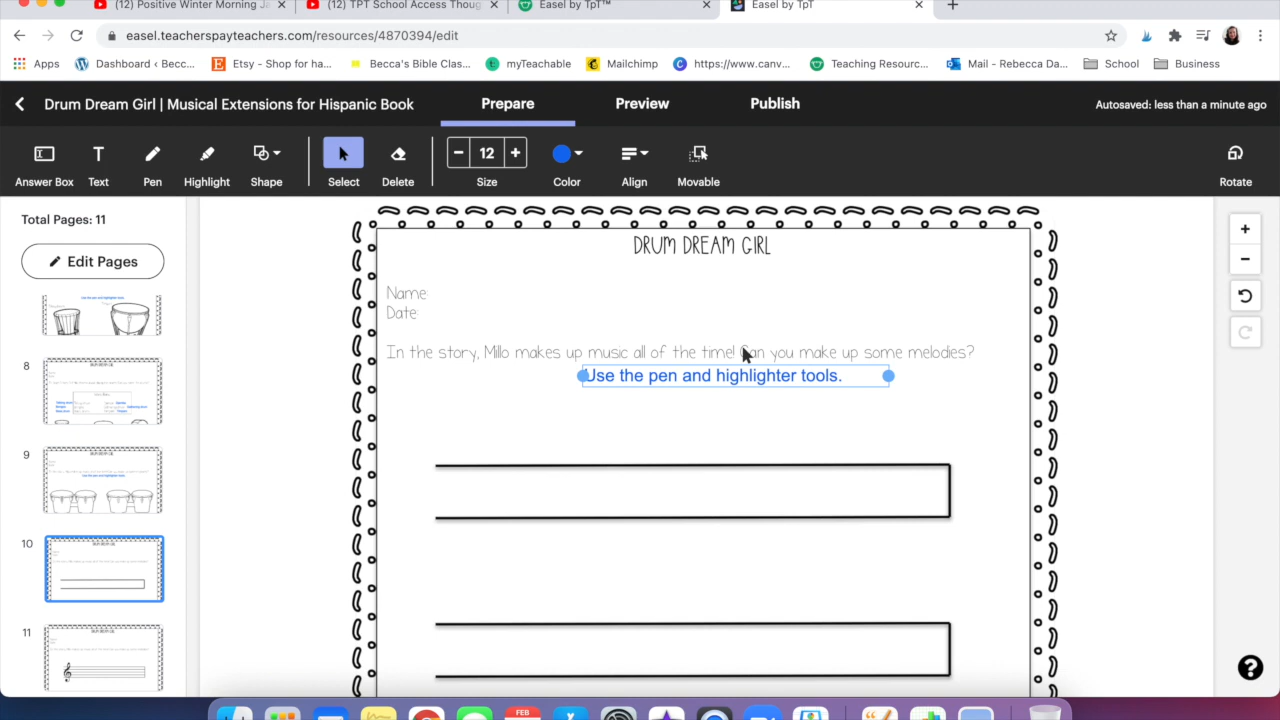 (12) Positive Winter Morning Ja
(12) TPT School Access Thoug
Easel by TpT™
Easel by TpT
easel.teacherspayteachers.com/resources/4870394/edit
Apps
Dashboard ‹ Becc...
Etsy - Shop for ha...
Becca's Bible Clas...
myTeachable
Mailchimp
https://www.canv...
Teaching Resourc...
Mail - Rebecca Da...
School
Business
Drum Dream Girl | Musical Extensions for Hispanic Book
Prepare
Preview
Publish
Autosaved: less than a minute ago
12
Answer Box
Text
Pen
Highlight
Shape
Select
Delete
Size
Color
Align
Movable
Rotate
Total Pages: 11
Edit Pages
8
9
10
11
DRUM DREAM GIRL
Name:
Date:
In the story, Millo makes up music all of the time! Can you make up some melodies?
Use the pen and highlighter tools.
FEB